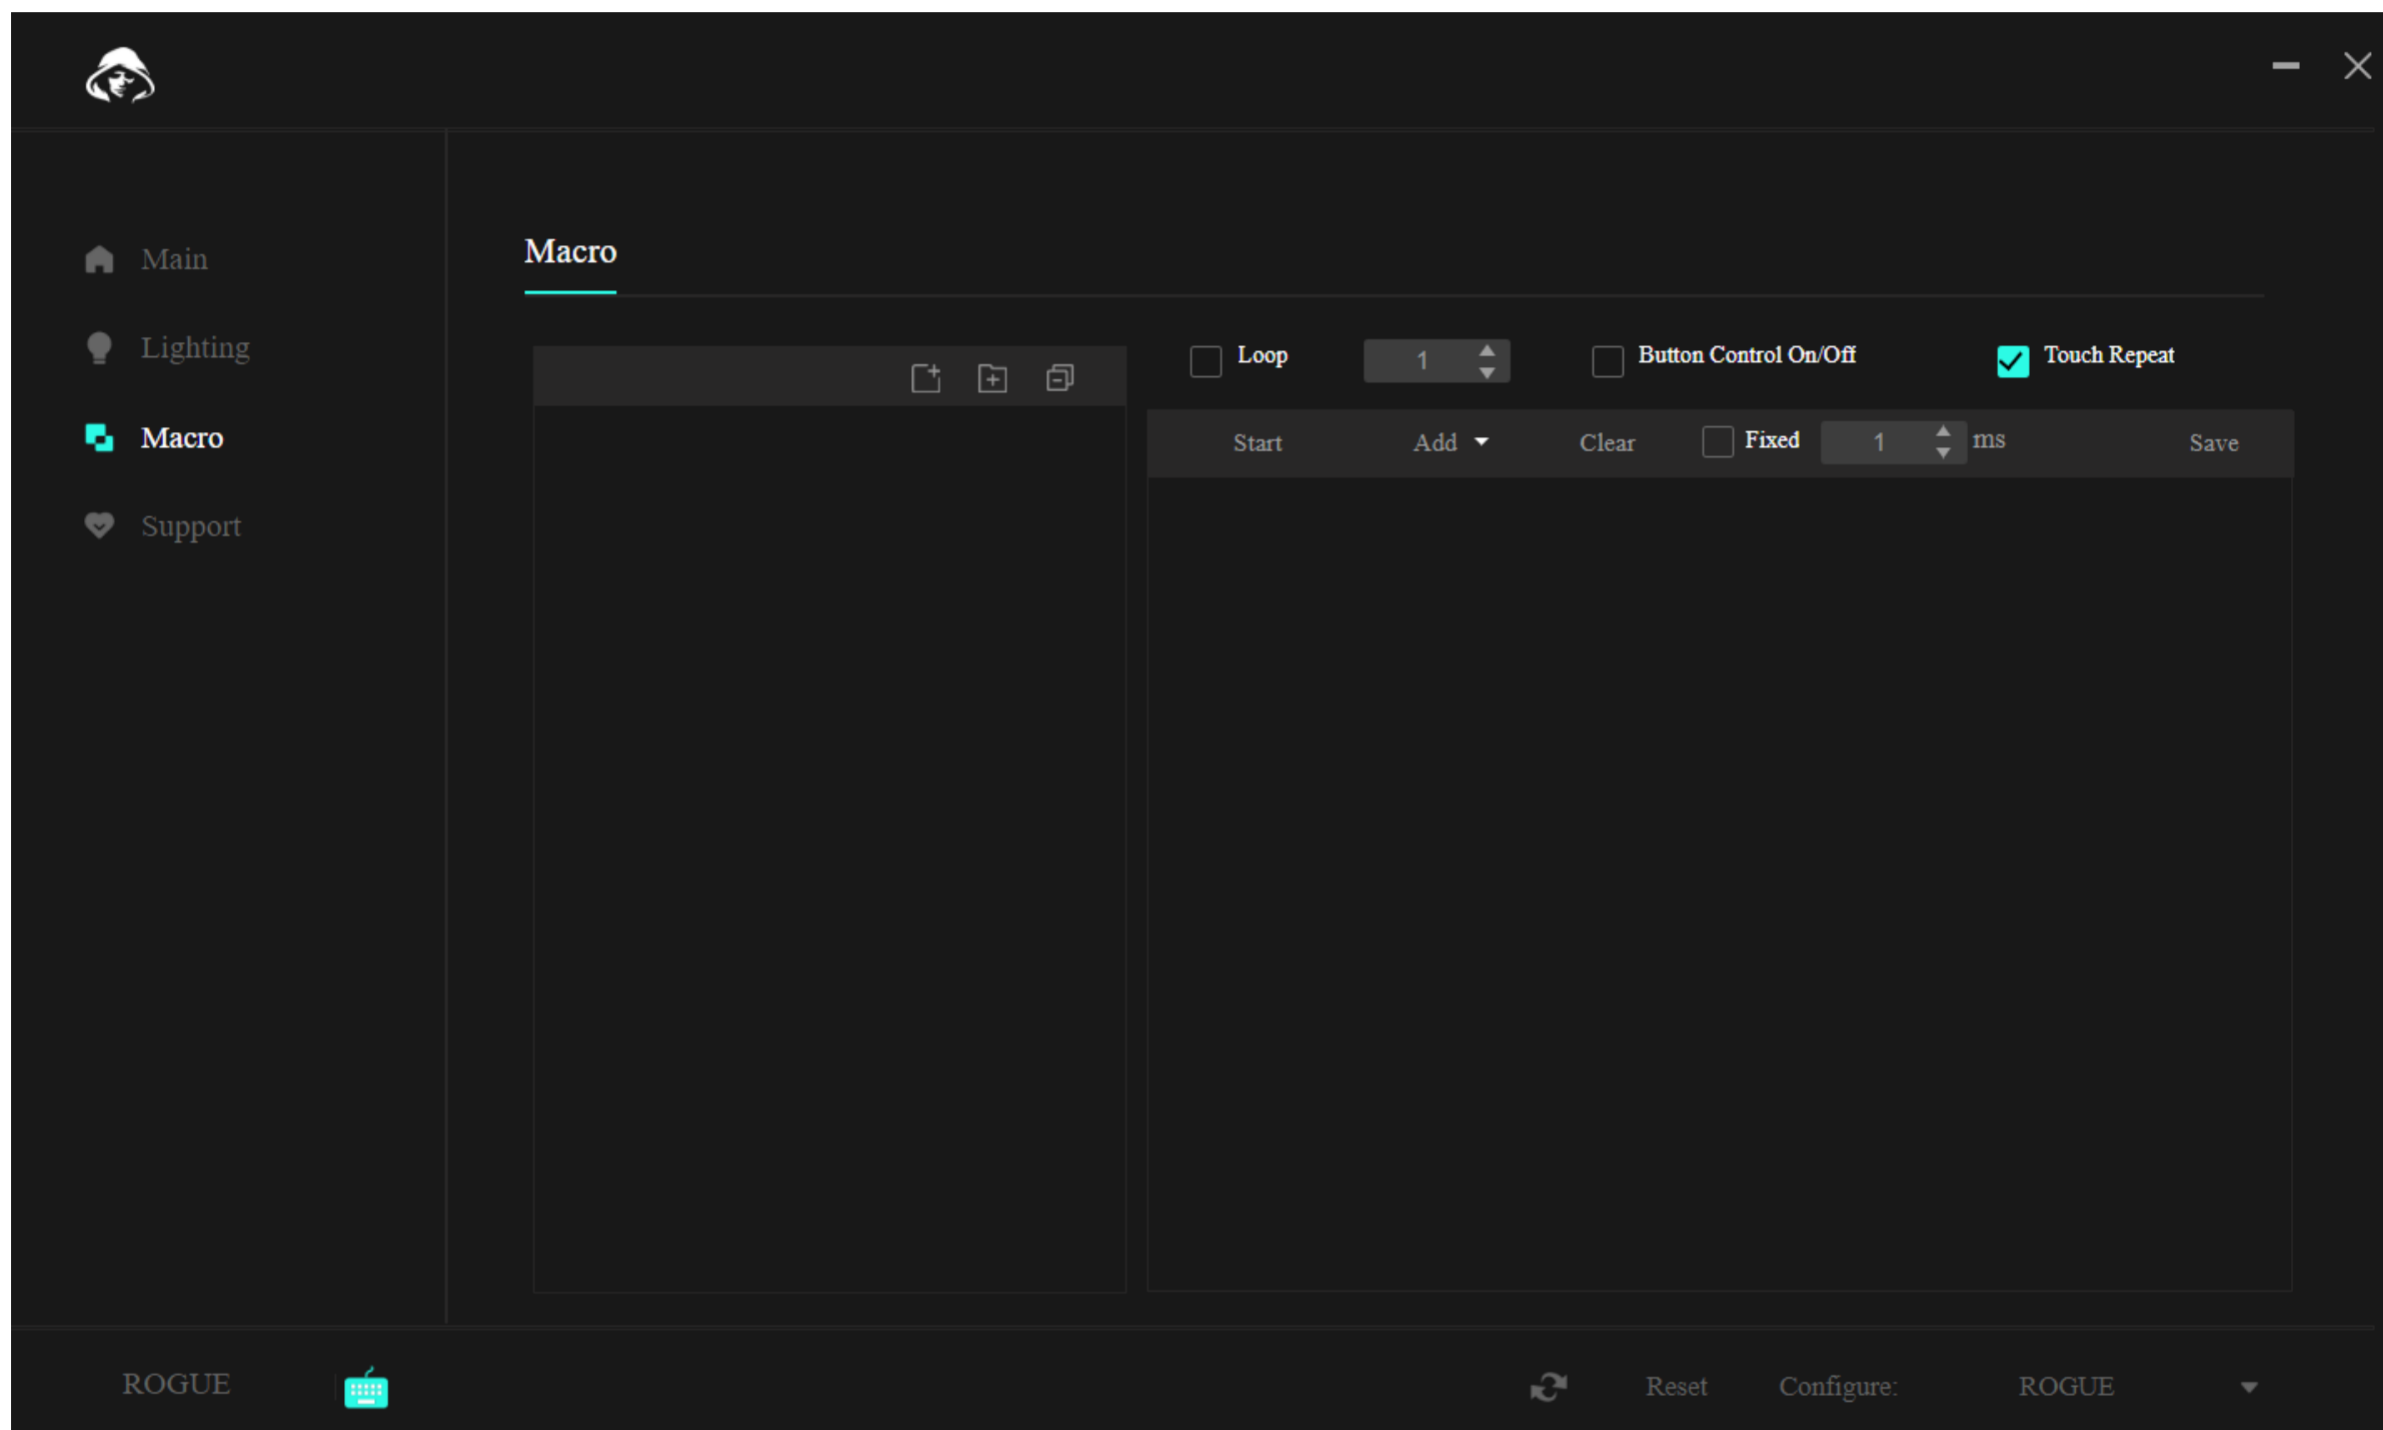 Main
Lighting
Macro
Support
Macro
Loop 1 Button Control On/Off Touch Repeat
Start Add Clear Fixed 1 ms Save
ROGUE Reset Configure: ROGUE